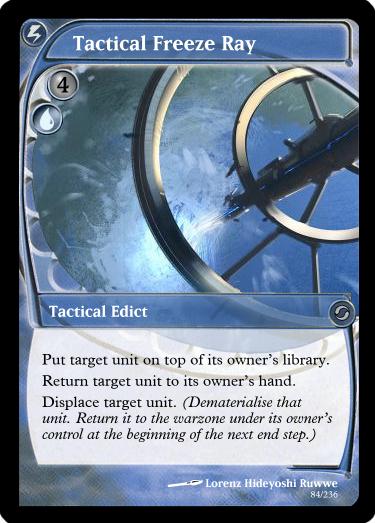 Tactical Freeze Ray
4
Tactical Edict
Put target unit on top of its owner's library.
Return target unit to its owner's hand.
Displace target unit. (Dematerialise that
unit. Return it to the warzone under its owner's
control at the beginning of the next end step.)
Lorenz Hideyoshi Ruwwe
84/236